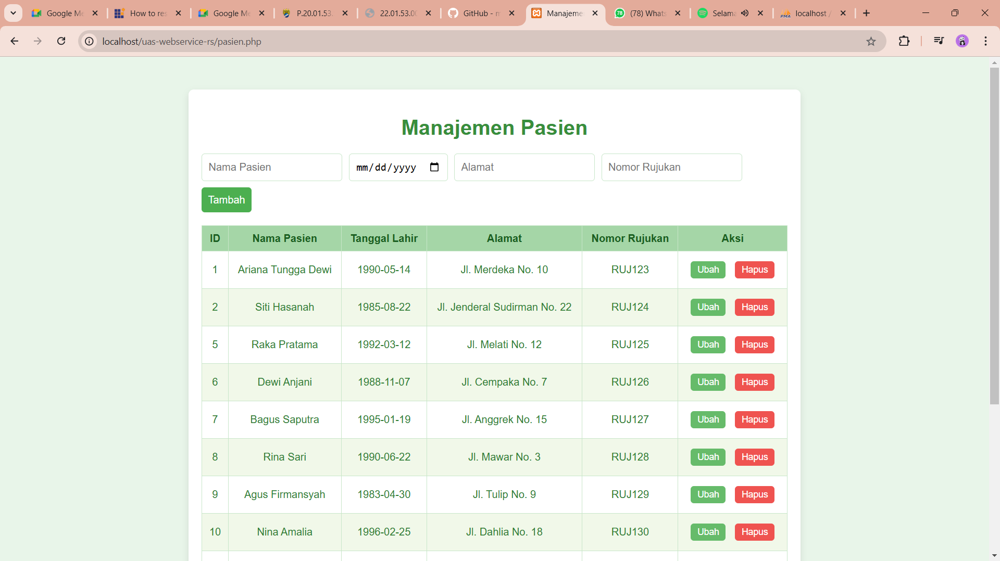 Google Me
How to res
Google Me
P.20.01.53.
22.01.53.00
GitHub - m
Manajeme
(78) Whats
Selama
localhost /
localhost/uas-webservice-rs/pasien.php
Manajemen Pasien
Nama Pasien mm/dd/yyyy Alamat Nomor Rujukan
Tambah
ID Nama Pasien Tanggal Lahir Alamat Nomor Rujukan Aksi
1 Ariana Tungga Dewi 1990-05-14 Jl. Merdeka No. 10 RUJ123 Ubah Hapus
2 Siti Hasanah 1985-08-22 Jl. Jenderal Sudirman No. 22 RUJ124 Ubah Hapus
5 Raka Pratama 1992-03-12 Jl. Melati No. 12 RUJ125 Ubah Hapus
6 Dewi Anjani 1988-11-07 Jl. Cempaka No. 7 RUJ126 Ubah Hapus
7 Bagus Saputra 1995-01-19 Jl. Anggrek No. 15 RUJ127 Ubah Hapus
8 Rina Sari 1990-06-22 Jl. Mawar No. 3 RUJ128 Ubah Hapus
9 Agus Firmansyah 1983-04-30 Jl. Tulip No. 9 RUJ129 Ubah Hapus
10 Nina Amalia 1996-02-25 Jl. Dahlia No. 18 RUJ130 Ubah Hapus